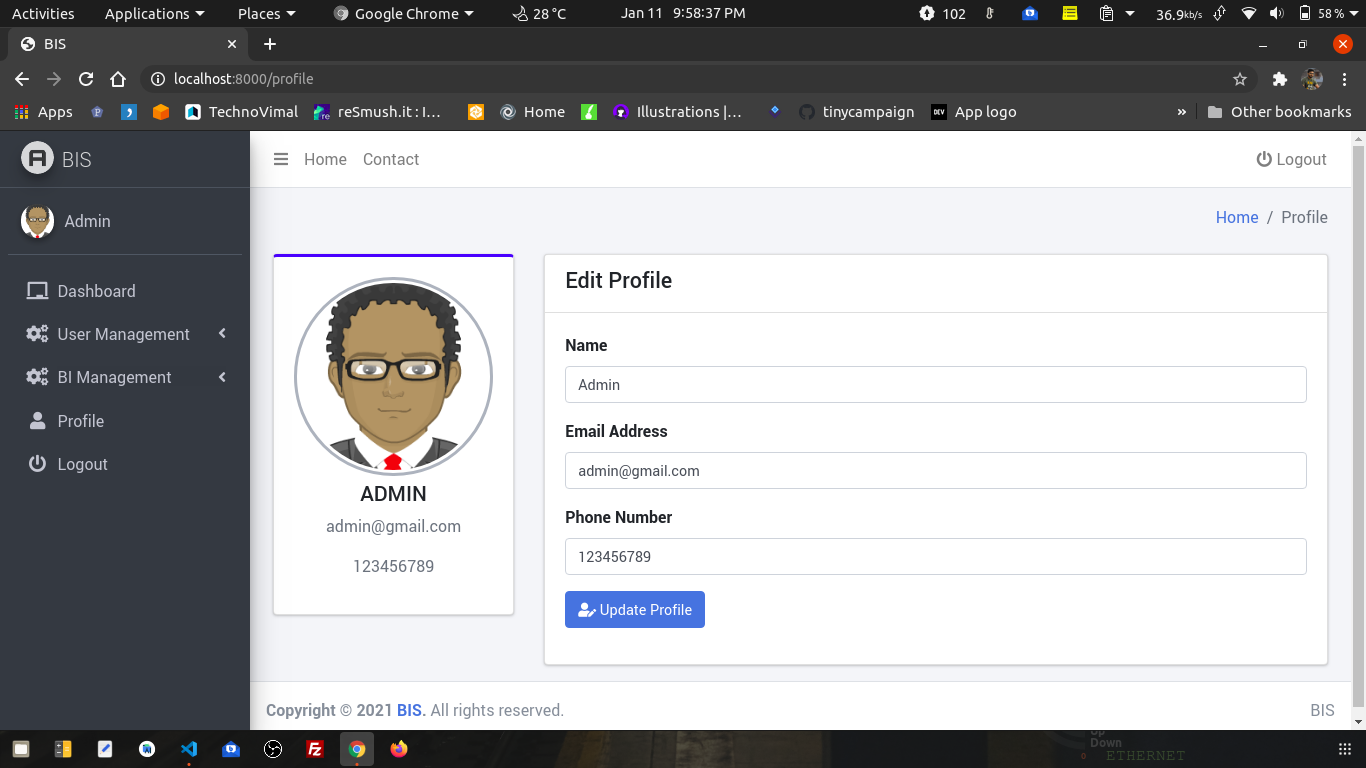 Activities Applications Places Google Chrome 28 °C Jan 11 9:58:37 PM 102 36.9kb/s 58 %
BIS
localhost:8000/profile
Apps TechnoVimal reSmush.it : I… Home Illustrations |… tinycampaign DEV App logo » Other bookmarks
BIS
Home Contact Logout
Admin
Home / Profile
Dashboard
User Management
BI Management
Profile
Logout
ADMIN
admin@gmail.com
123456789
Edit Profile
Name
Admin
Email Address
admin@gmail.com
Phone Number
123456789
Update Profile
Copyright © 2021 BIS. All rights reserved. BIS
Up
Down
ETHERNET